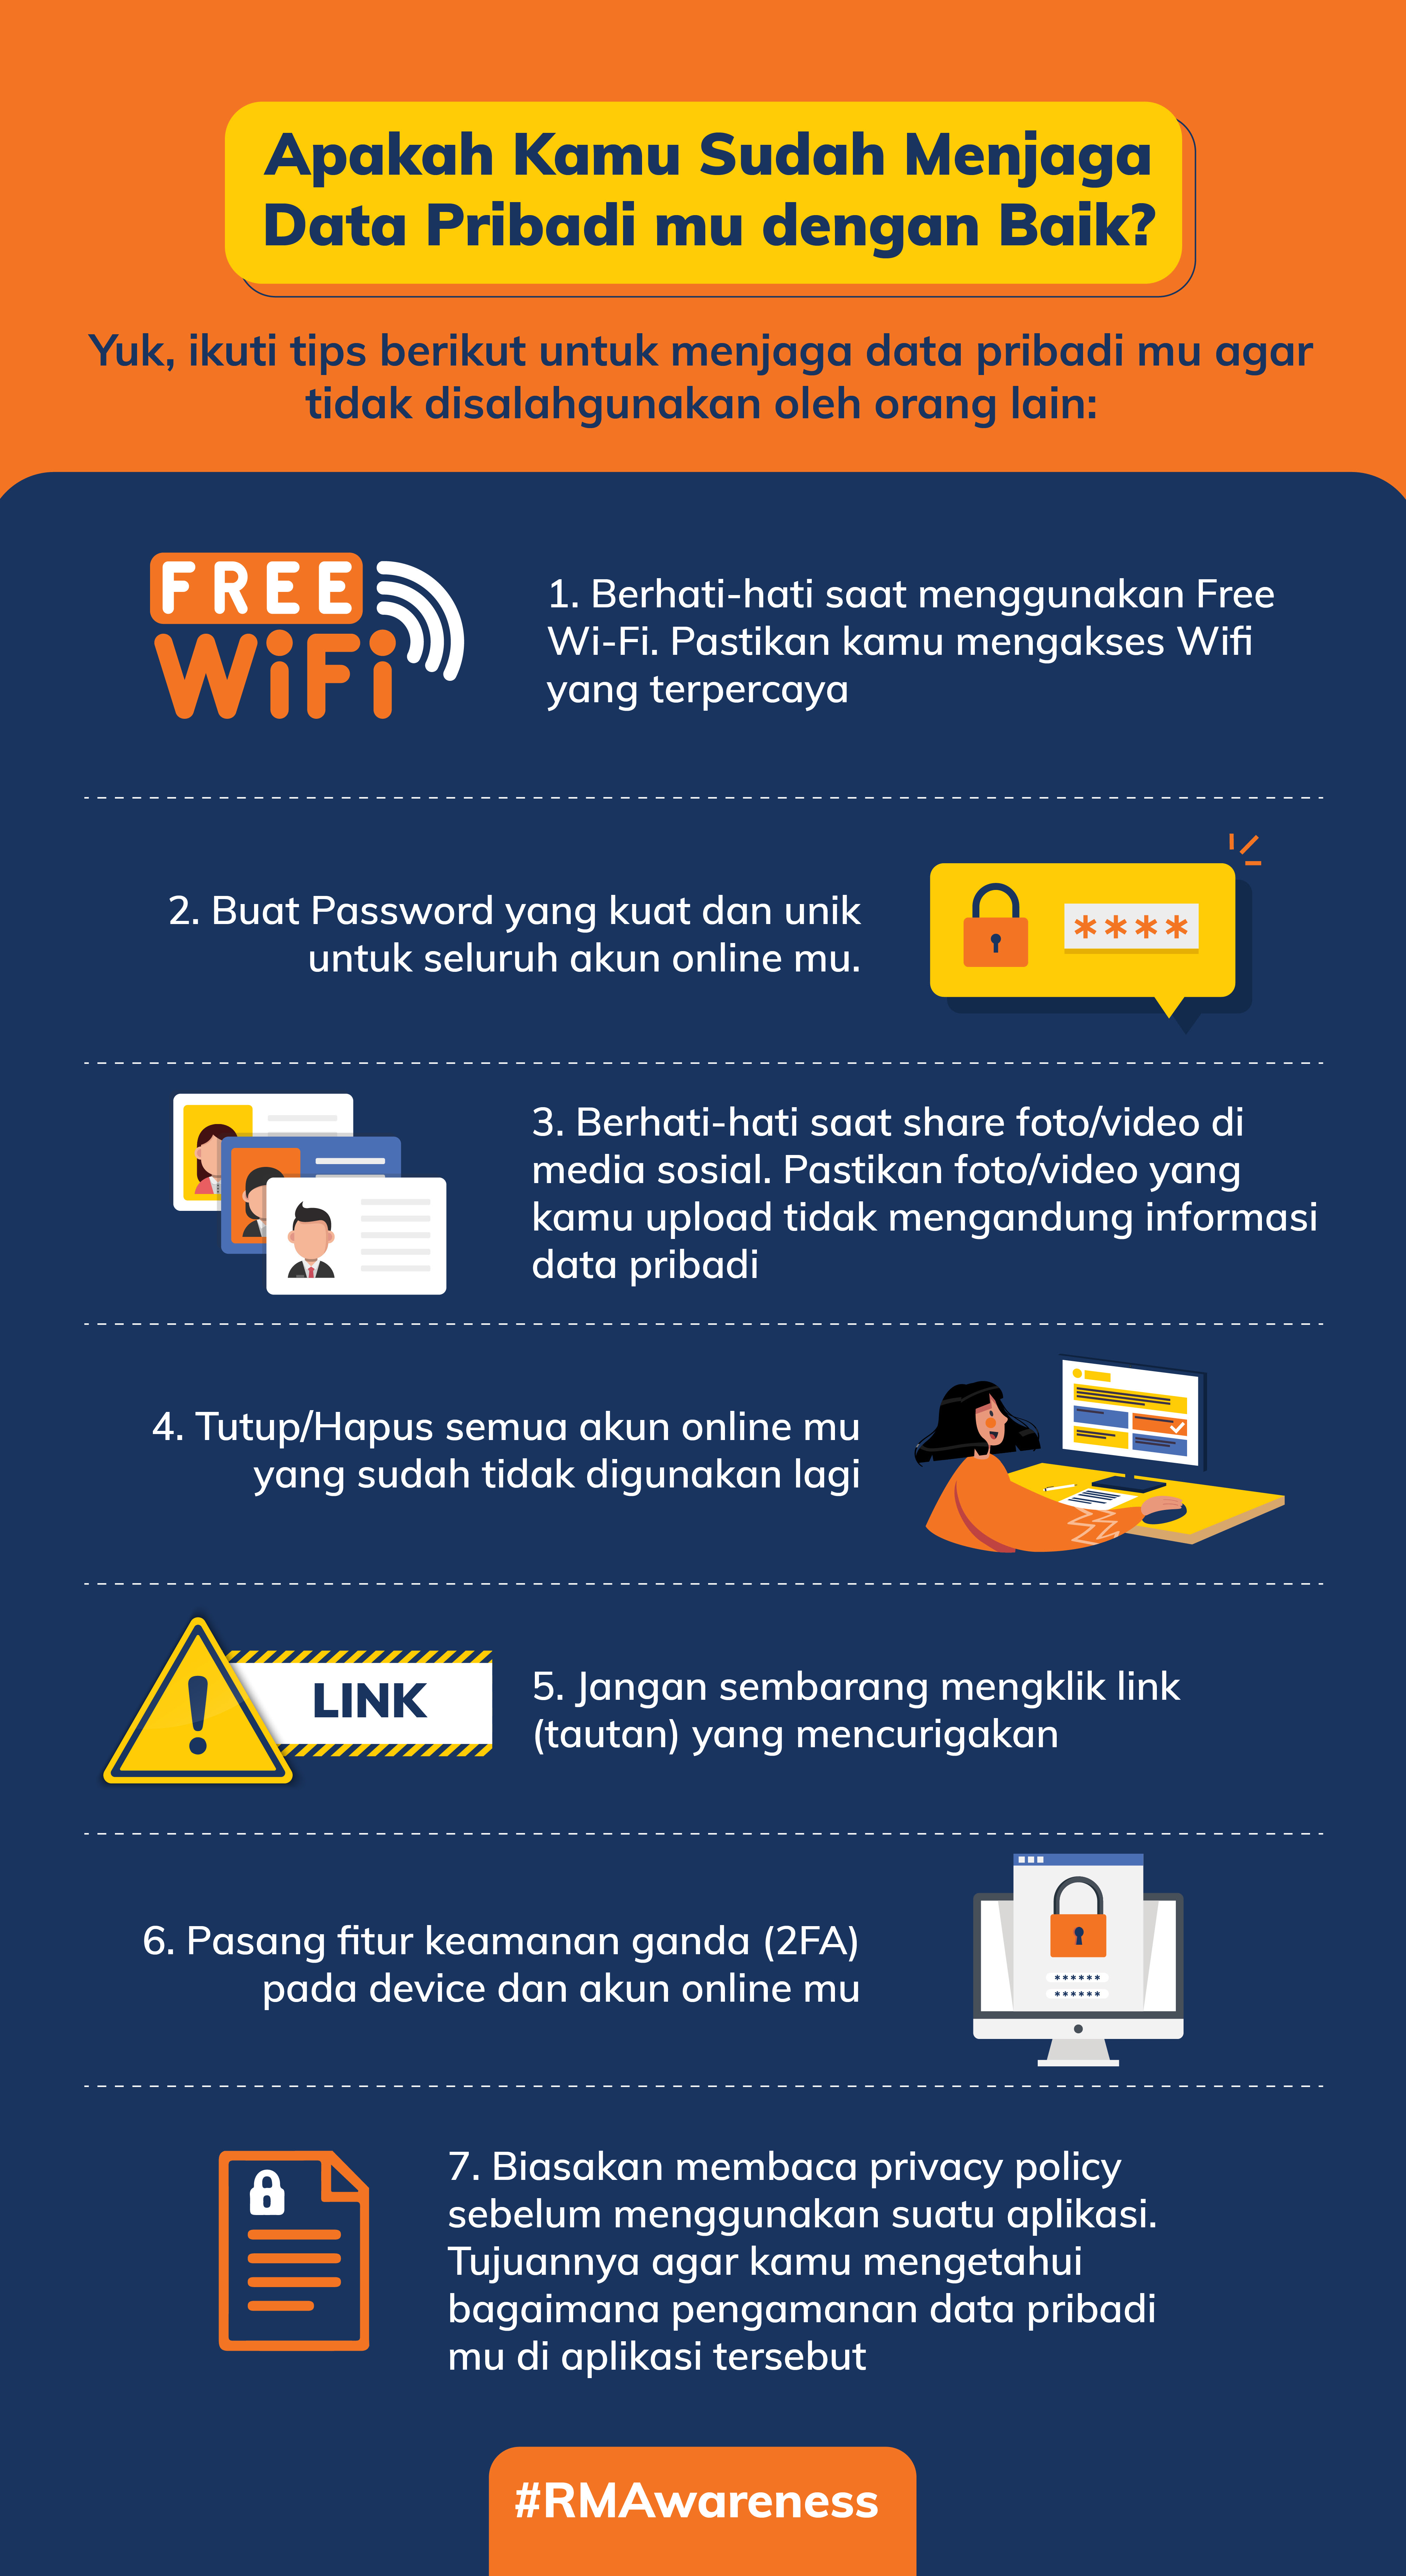 Apakah Kamu Sudah Menjaga
Data Pribadi mu dengan Baik?
Yuk, ikuti tips berikut untuk menjaga data pribadi mu agar
tidak disalahgunakan oleh orang lain:
FREE
WiFi
1. Berhati-hati saat menggunakan Free
Wi-Fi. Pastikan kamu mengakses Wifi
yang terpercaya
2. Buat Password yang kuat dan unik
untuk seluruh akun online mu.
****
3. Berhati-hati saat share foto/video di
media sosial. Pastikan foto/video yang
kamu upload tidak mengandung informasi
data pribadi
4. Tutup/Hapus semua akun online mu
yang sudah tidak digunakan lagi
LINK
5. Jangan sembarang mengklik link
(tautan) yang mencurigakan
6. Pasang fitur keamanan ganda (2FA)
pada device dan akun online mu
******
******
7. Biasakan membaca privacy policy
sebelum menggunakan suatu aplikasi.
Tujuannya agar kamu mengetahui
bagaimana pengamanan data pribadi
mu di aplikasi tersebut
#RMAwareness